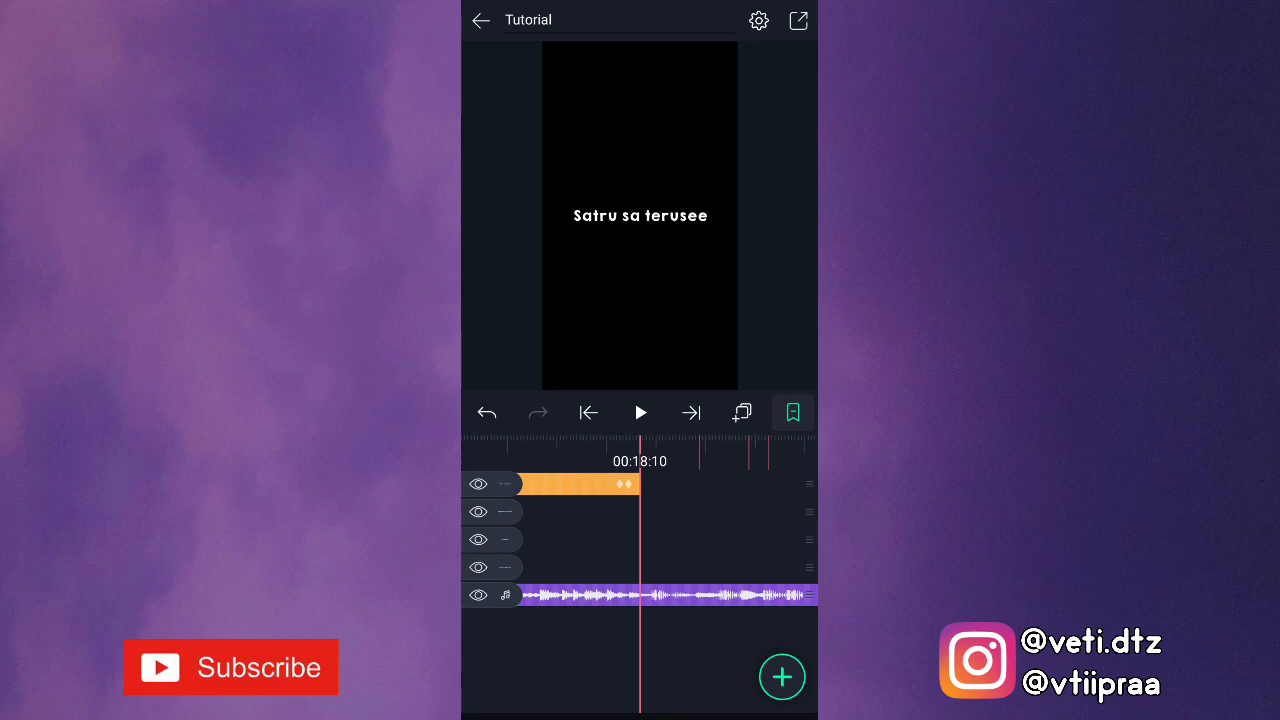 Tutorial
Satru sa terusee
00:18:10
Subscribe
@veti.dtz
@vtiipraa